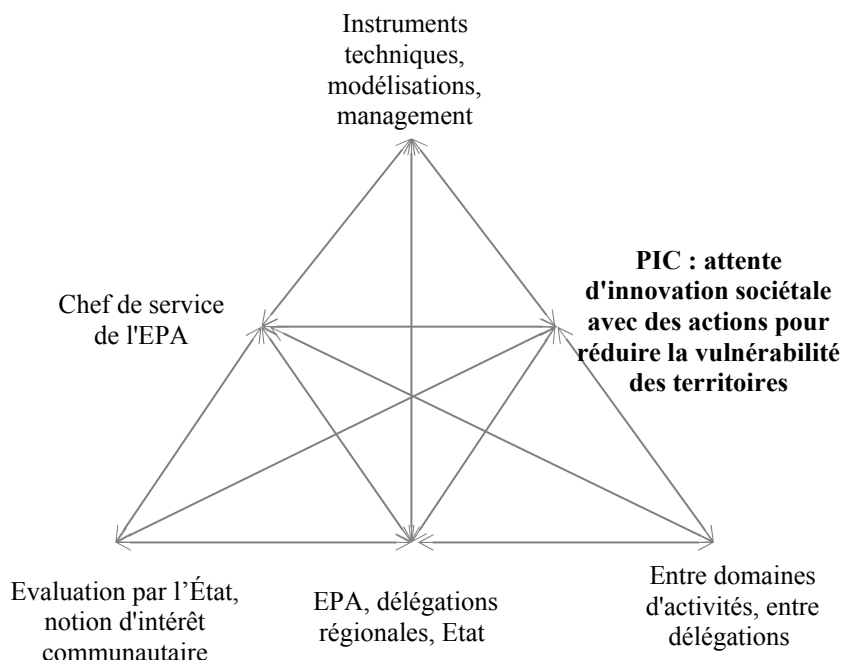 Instruments
techniques,
modélisations,
management
Chef de service
de l'EPA
PIC : attente
d'innovation sociétale
avec des actions pour
réduire la vulnérabilité
des territoires
Evaluation par l’État,
notion d'intérêt
communautaire
EPA, délégations
régionales, Etat
Entre domaines
d'activités, entre
délégations